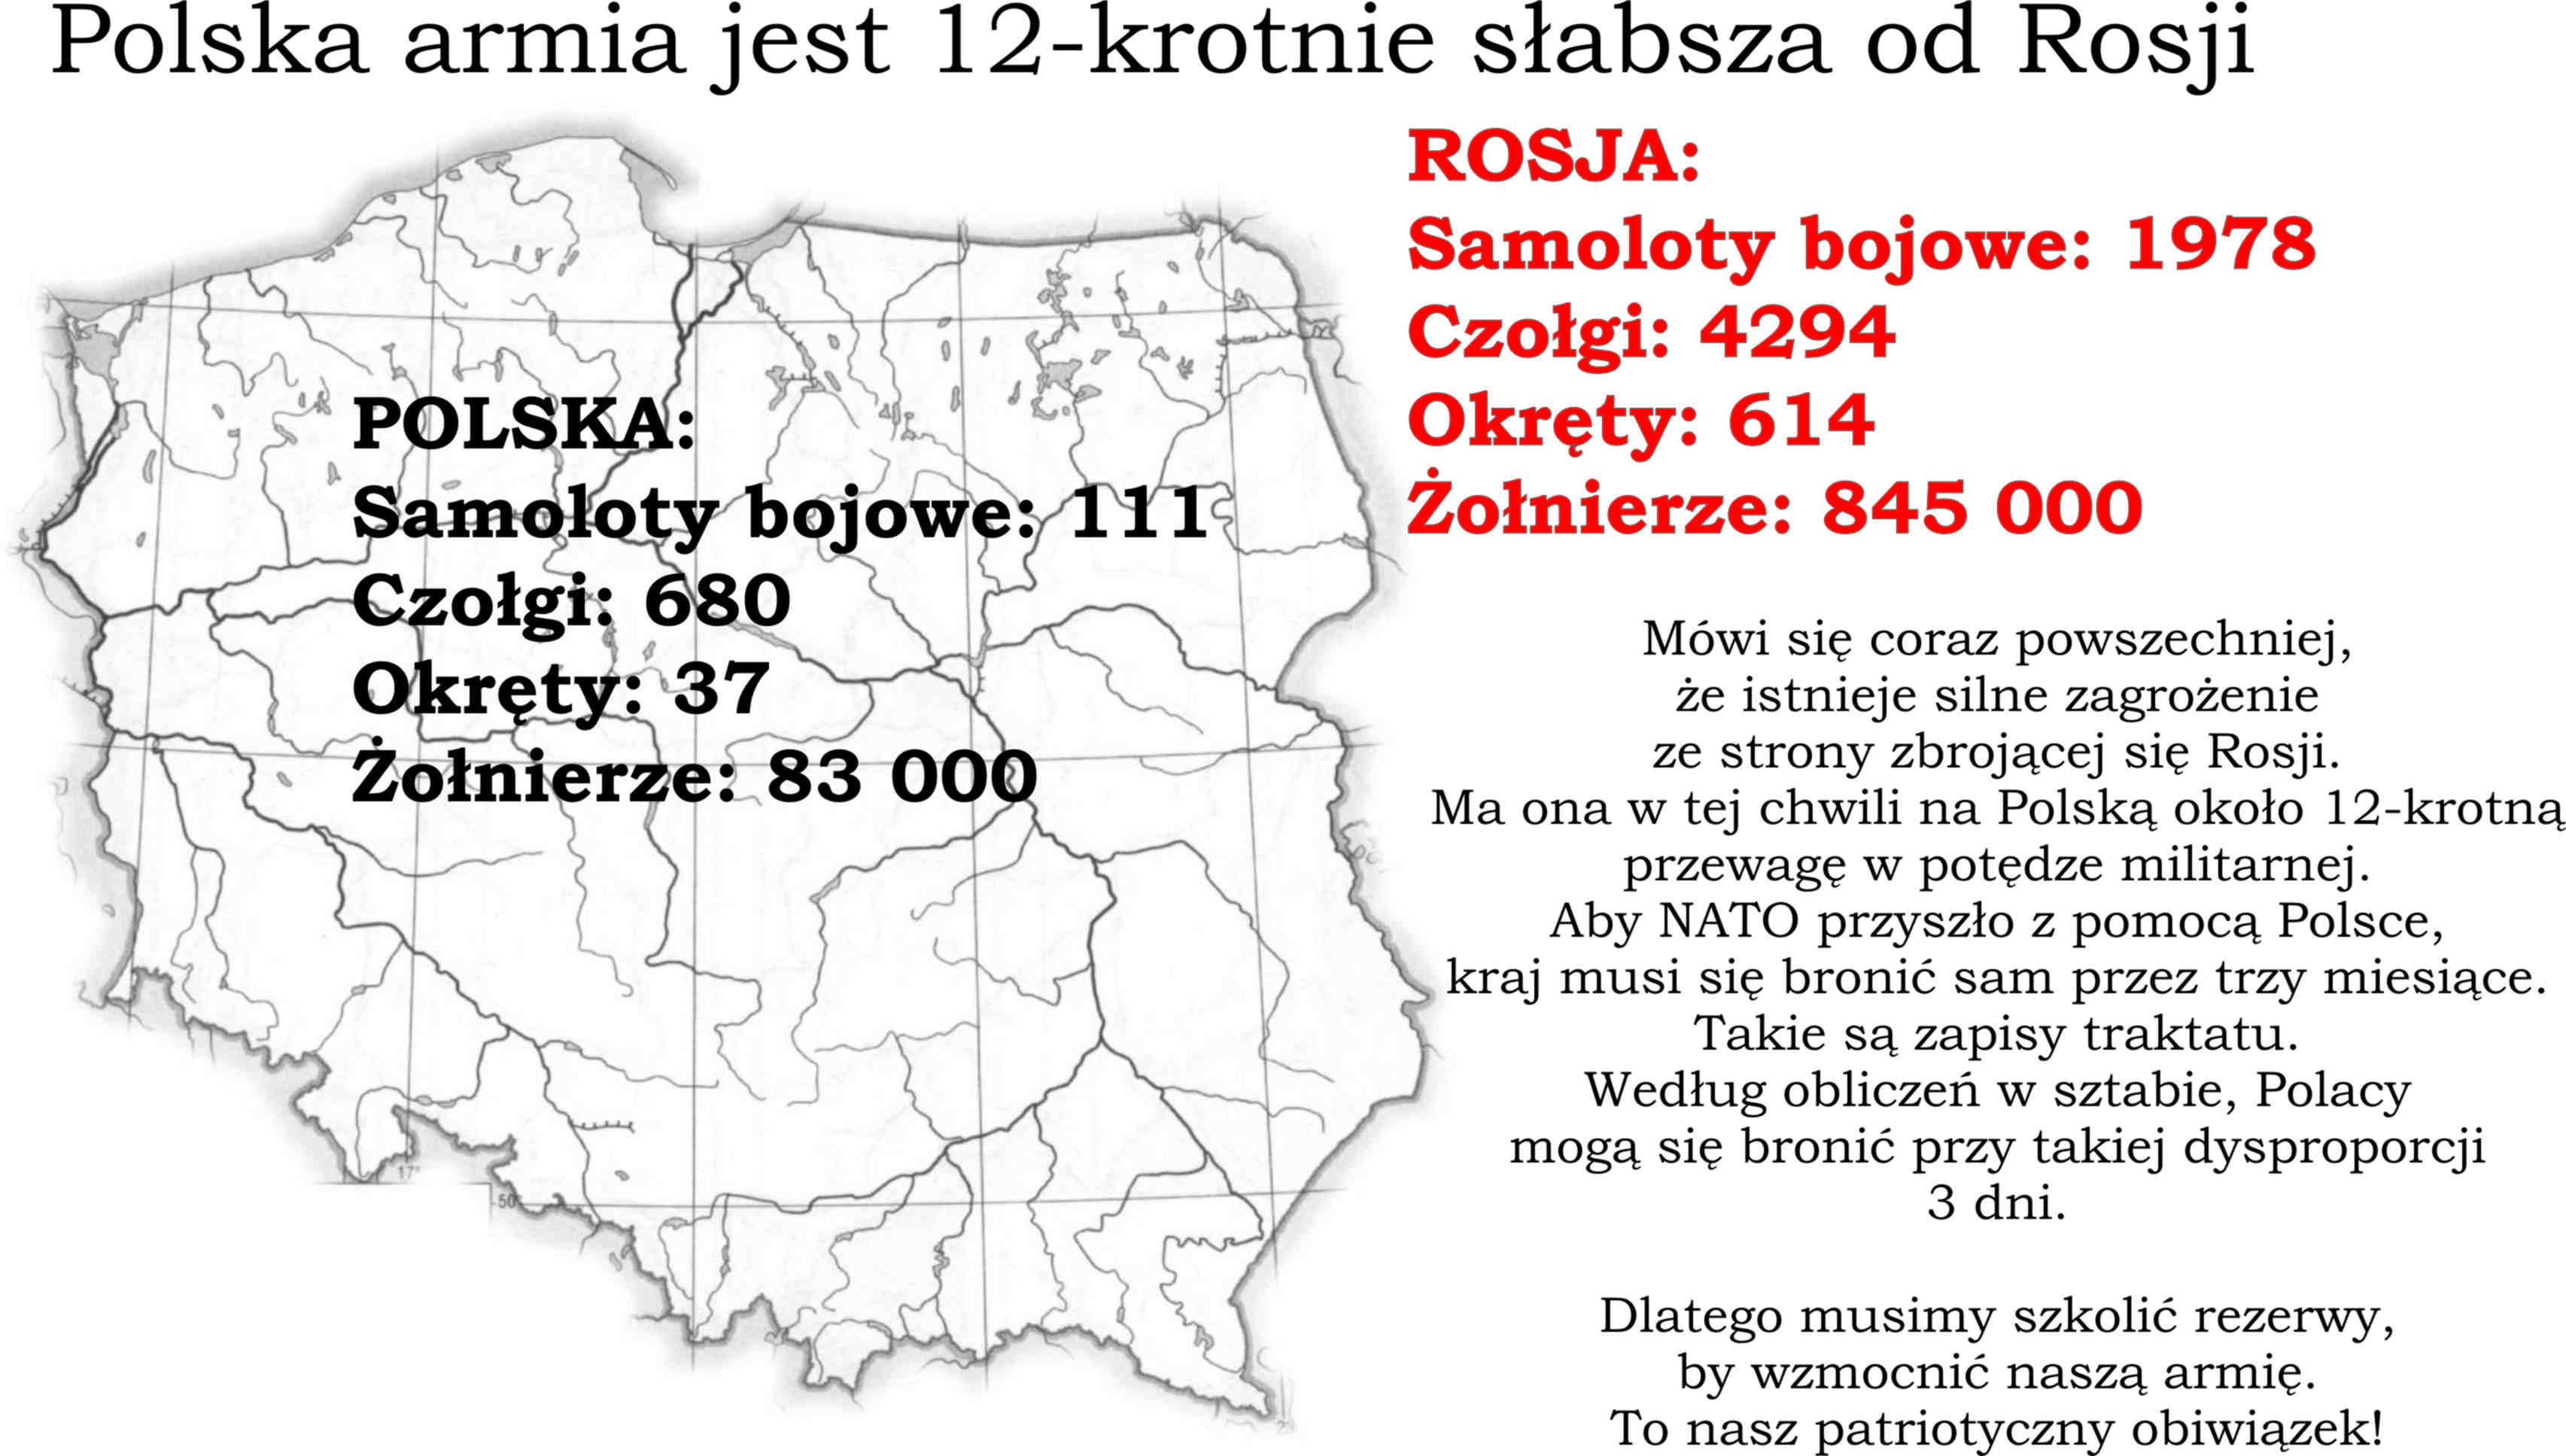 Polska armia jest 12-krotnie słabsza od Rosji
POLSKA:
Samoloty bojowe: 111
Czołgi: 680
Okręty: 37
Żołnierze: 83 000
ROSJA:
Samoloty bojowe: 1978
Czołgi: 4294
Okręty: 614
Żołnierze: 845 000
Mówi się coraz powszechniej,
że istnieje silne zagrożenie
ze strony zbrojącej się Rosji.
Ma ona w tej chwili na Polską około 12-krotną
przewagę w potędze militarnej.
Aby NATO przyszło z pomocą Polsce,
kraj musi się bronić sam przez trzy miesiące.
Takie są zapisy traktatu.
Według obliczeń w sztabie, Polacy
mogą się bronić przy takiej dysproporcji
3 dni.
Dlatego musimy szkolić rezerwy,
by wzmocnić naszą armię.
To nasz patriotyczny obiwiązek!
17°
50°